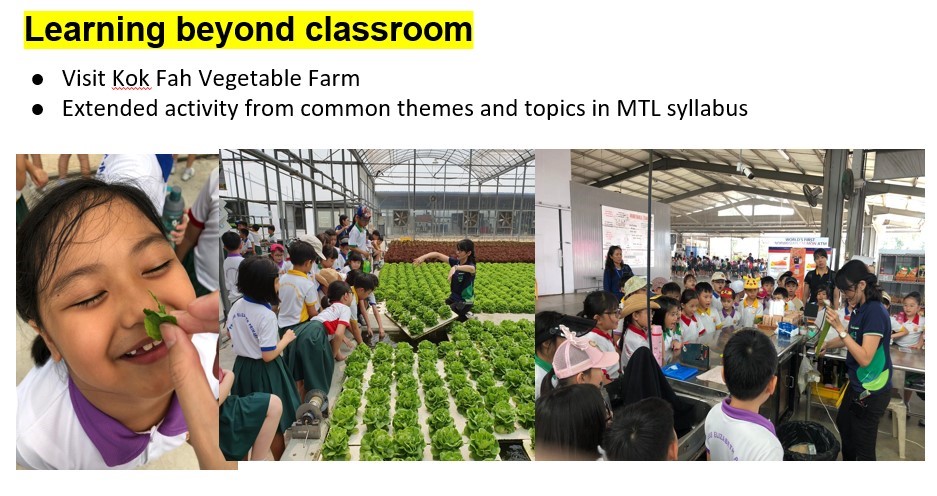 Learning beyond classroom
● Visit Kok Fah Vegetable Farm
● Extended activity from common themes and topics in MTL syllabus
WORLD'S FIRST